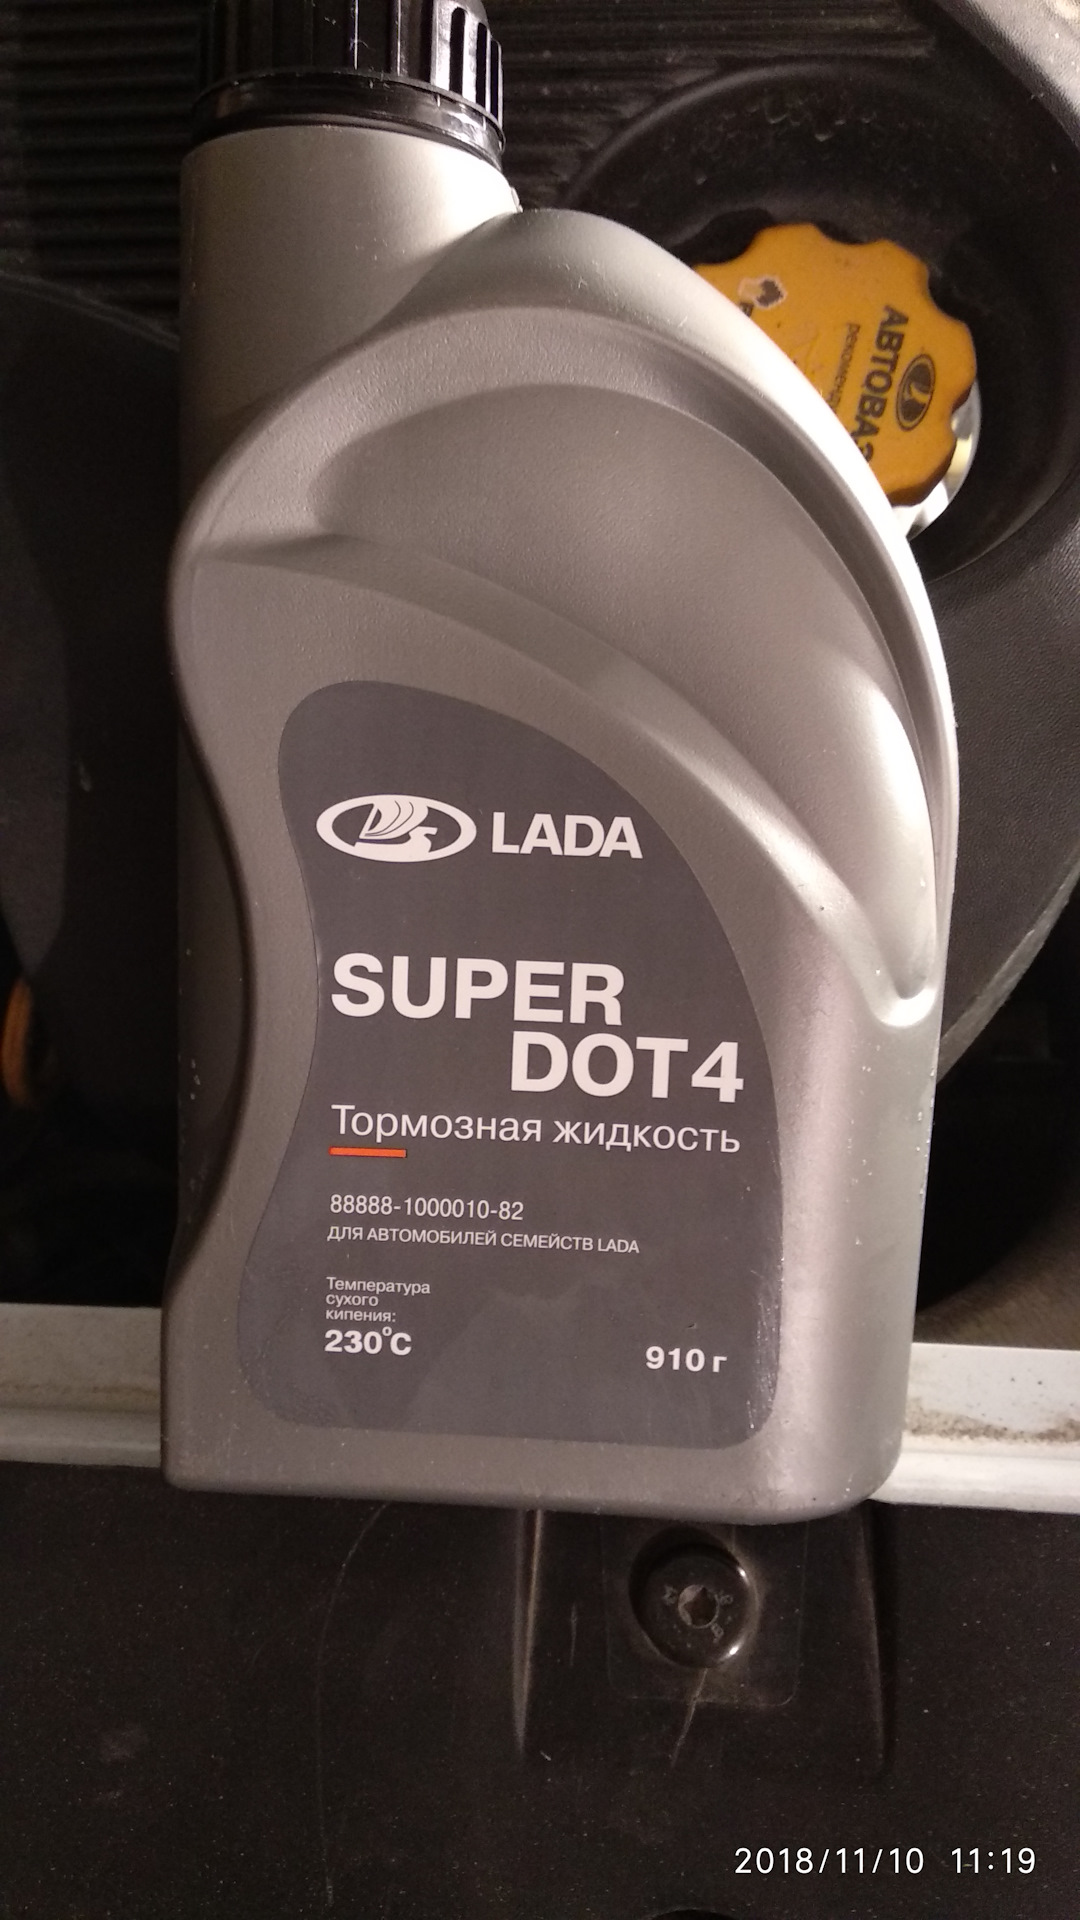 АВТОВАЗ
LADA
SUPER
DOT4
Тормозная жидкость
88888-1000010-82
ДЛЯ АВТОМОБИЛЕЙ СЕМЕЙСТВ LADA
Температура
сухого
кипения:
230°C
910 г
2018/11/10 11:19